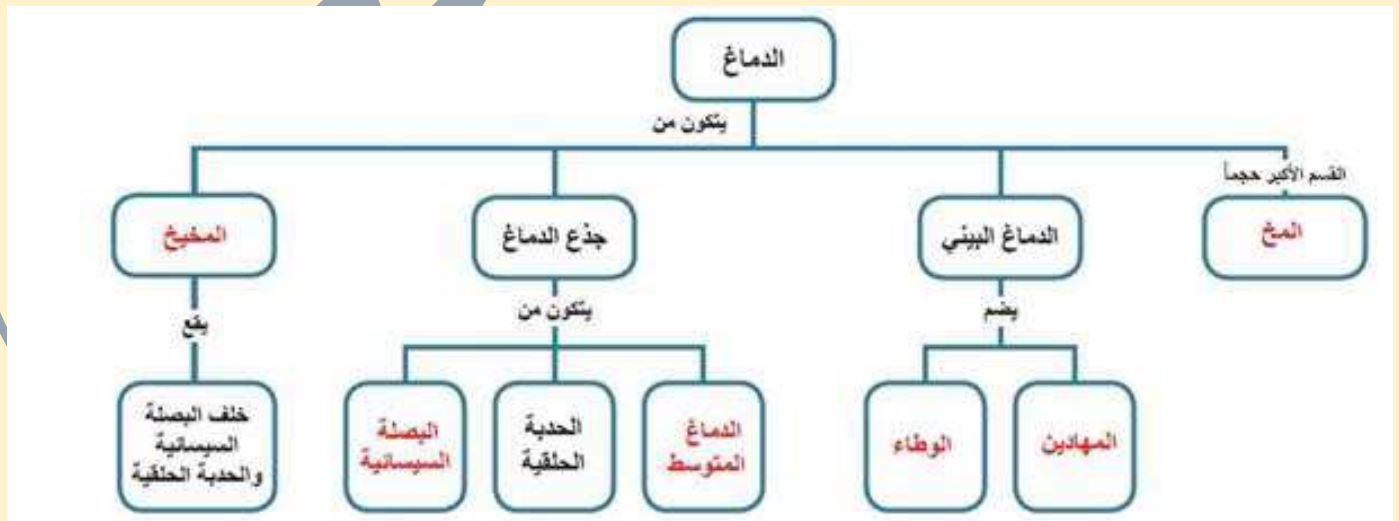 الدماغ
يتكون من
القسم الأكبر حجماً
المخ
الدماغ البيني
جذع الدماغ
المخيخ
يضم
يتكون من
يقع
المهادين
الوطاء
الدماغ
المتوسط
الحدبة
الحلقية
البصلة
السيسائية
خلف البصلة
السيسائية
والحدبة الحلقية